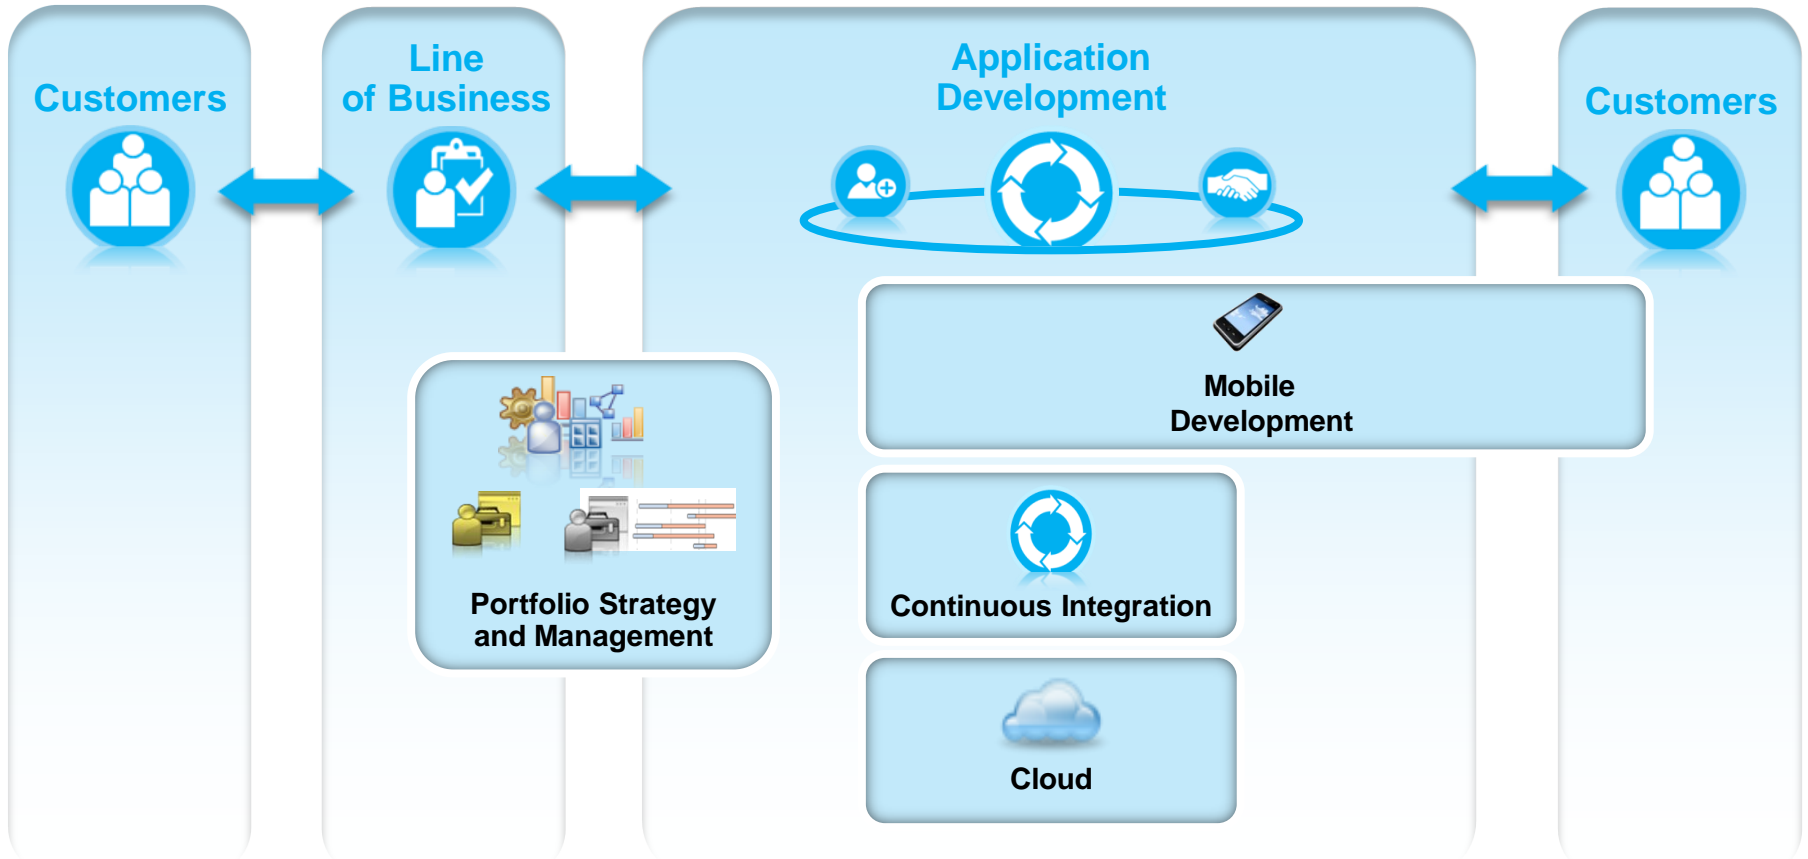 Customers
Line
of Business
Application
Development
Customers
Mobile
Development
Portfolio Strategy
and Management
Continuous Integration
Cloud